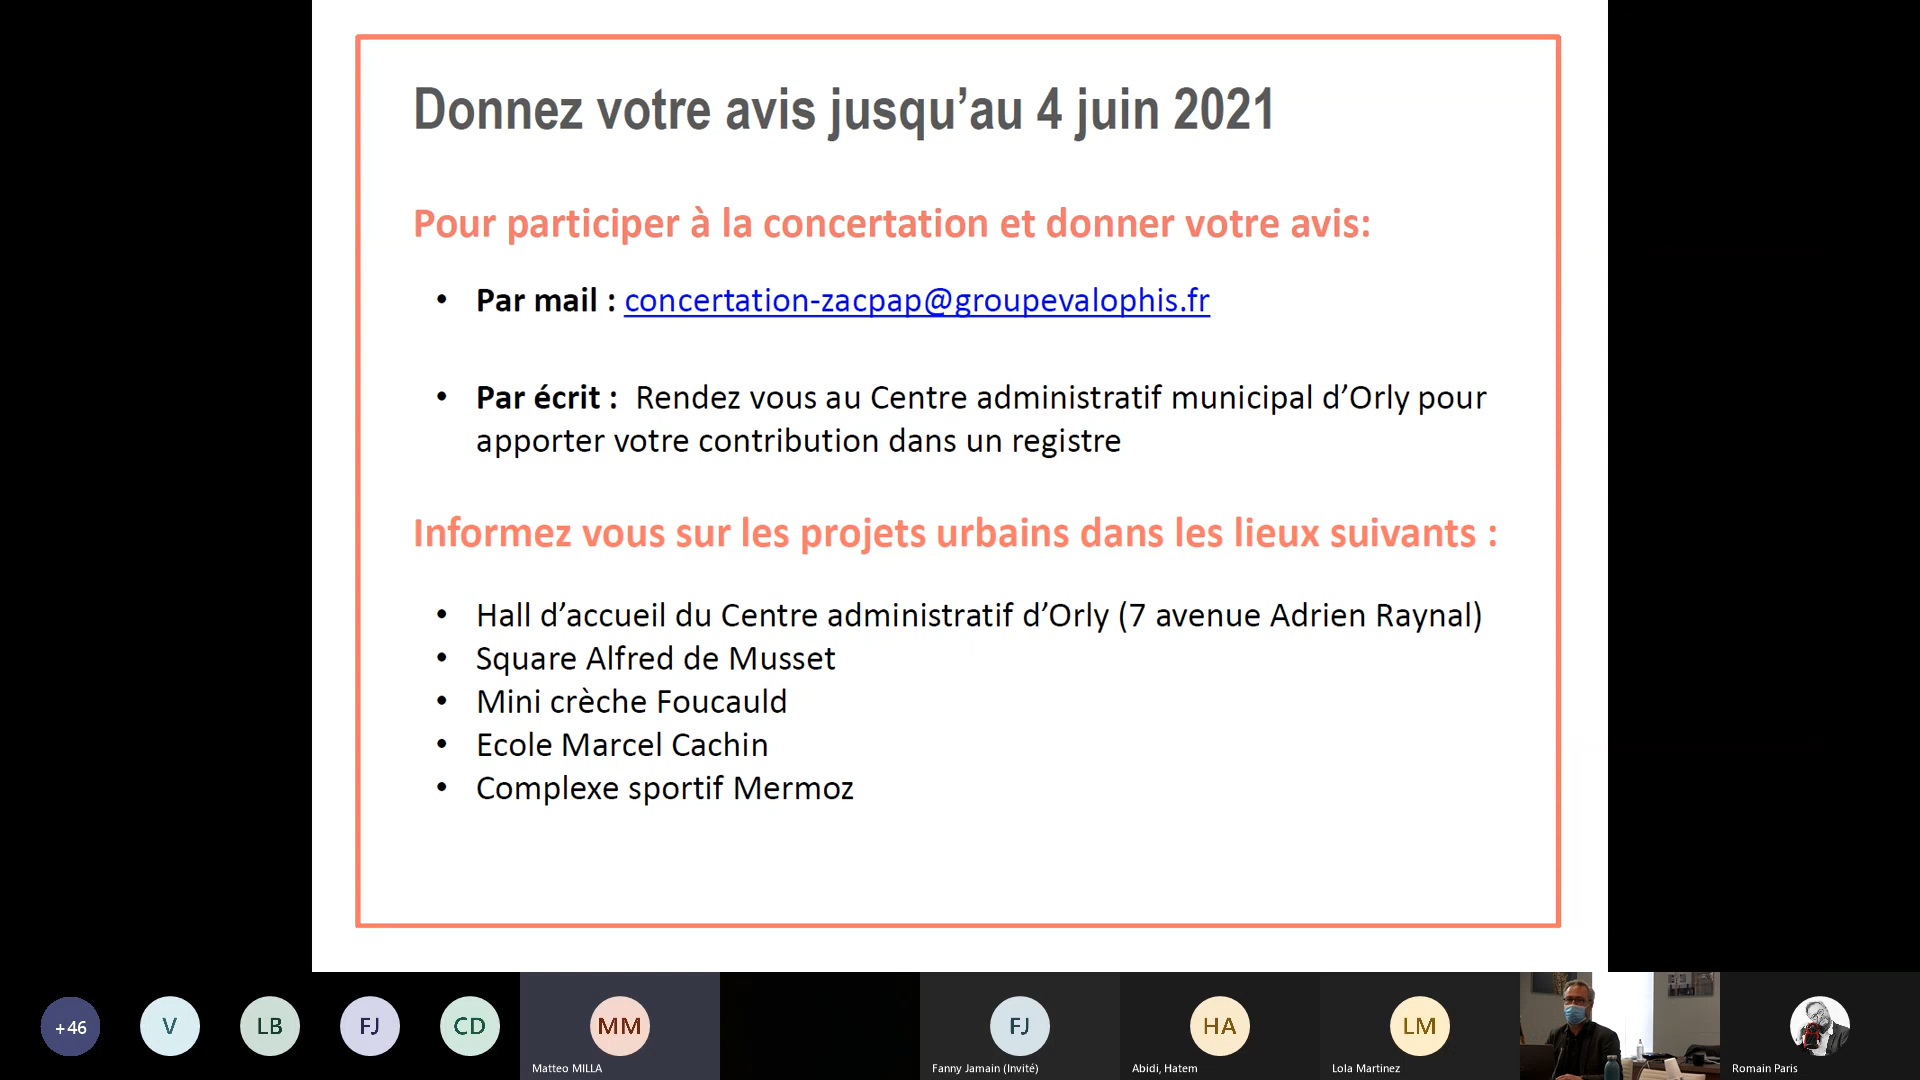 Donnez votre avis jusqu’au 4 juin 2021
Pour participer à la concertation et donner votre avis:
• Par mail : concertation-zacpap@groupevalophis.fr
• Par écrit : Rendez vous au Centre administratif municipal d’Orly pour
apporter votre contribution dans un registre
Informez vous sur les projets urbains dans les lieux suivants :
• Hall d’accueil du Centre administratif d’Orly (7 avenue Adrien Raynal)
• Square Alfred de Musset
• Mini crèche Foucauld
• Ecole Marcel Cachin
• Complexe sportif Mermoz
+46 V LB FJ CD MM FJ HA LM
Matteo MILLA Fanny Jamain (Invité) Abidi, Hatem Lola Martinez Romain Paris